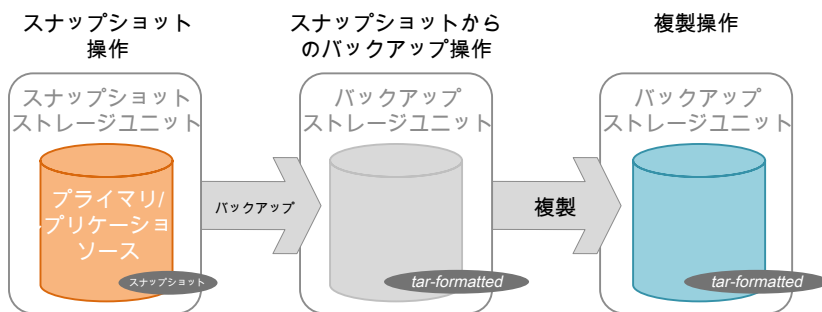 スナップショット
操作
スナップショットから
のバックアップ操作
複製操作
スナップショット
ストレージユニット
バックアップ
ストレージユニット
バックアップ
ストレージユニット
プライマリ/
プリケーショ
ソース
バックアップ
複製
スナップショット
tar-formatted
tar-formatted